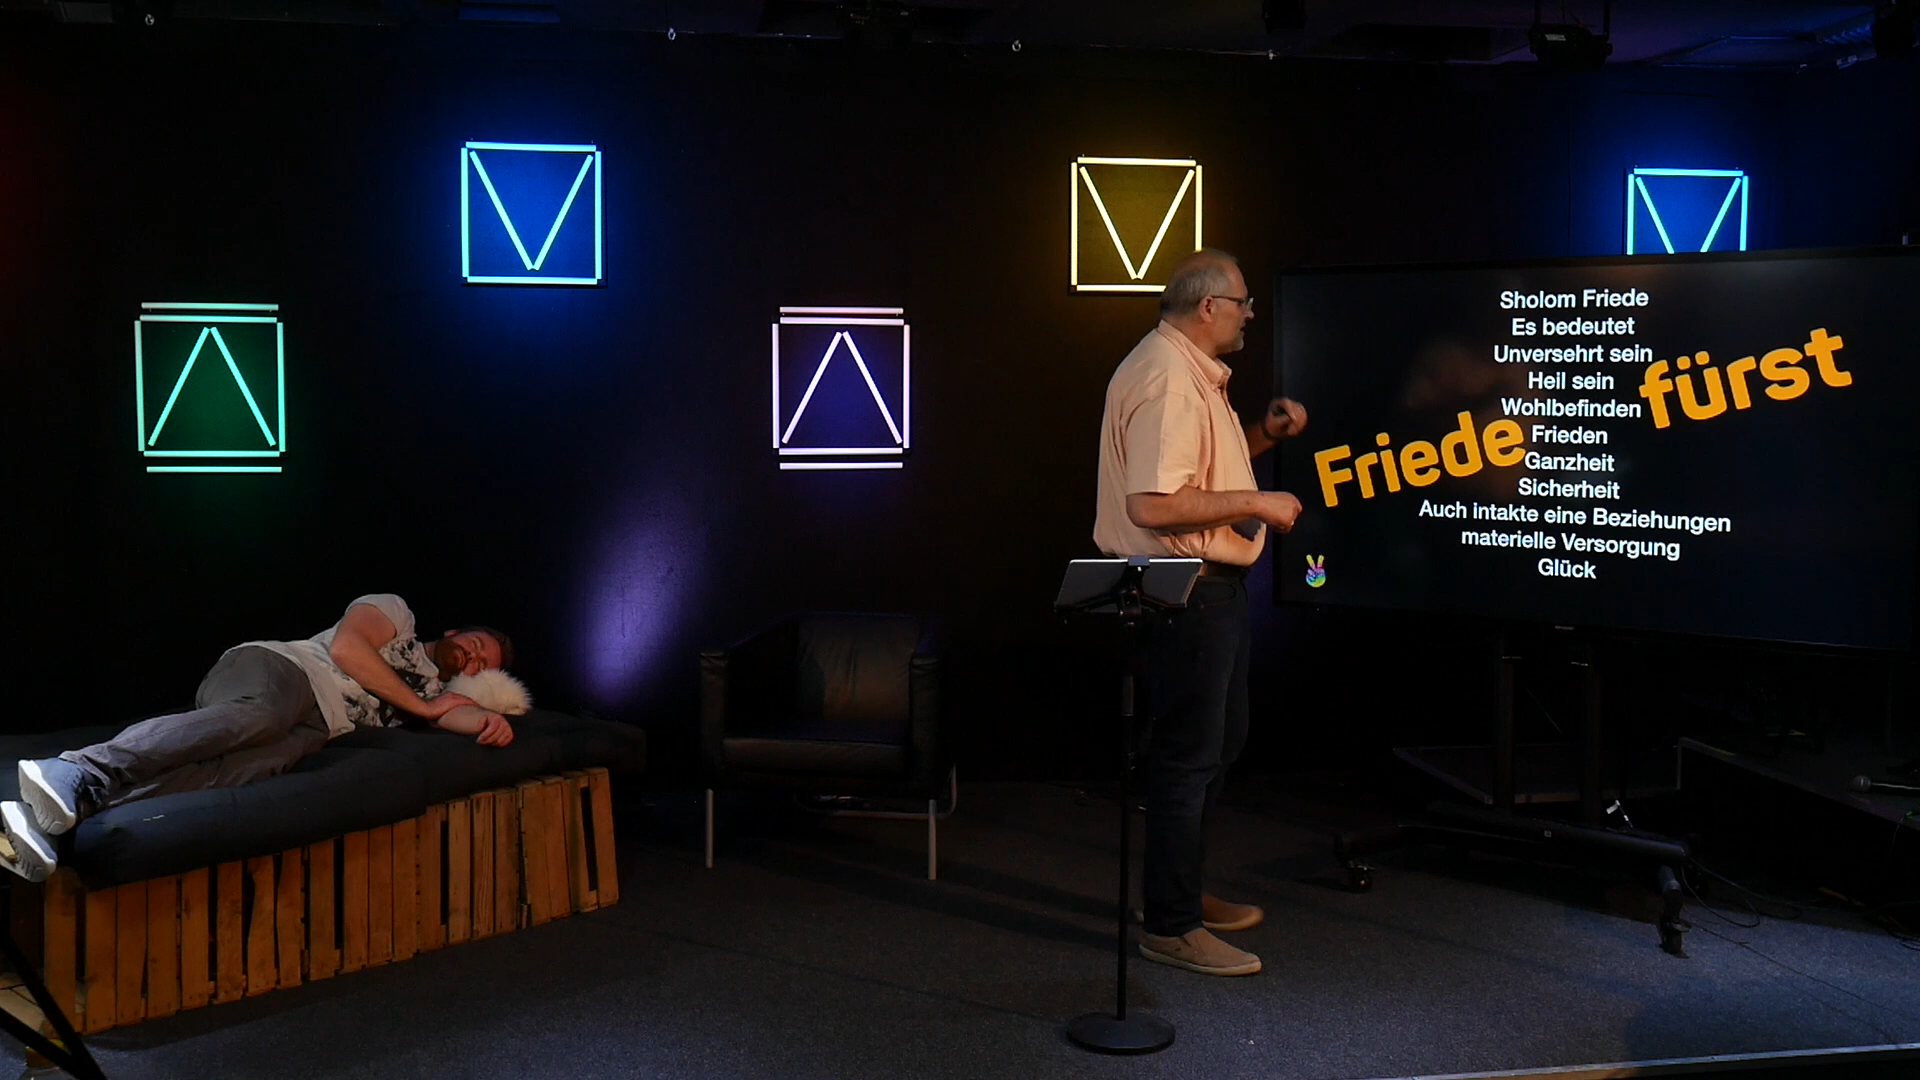 Sholom Friede
Es bedeutet
Unversehrt sein
Heil sein
Wohlbefinden
Frieden
Ganzheit
Sicherheit
Auch intakte eine Beziehungen
materielle Versorgung
Glück
Friede fürst